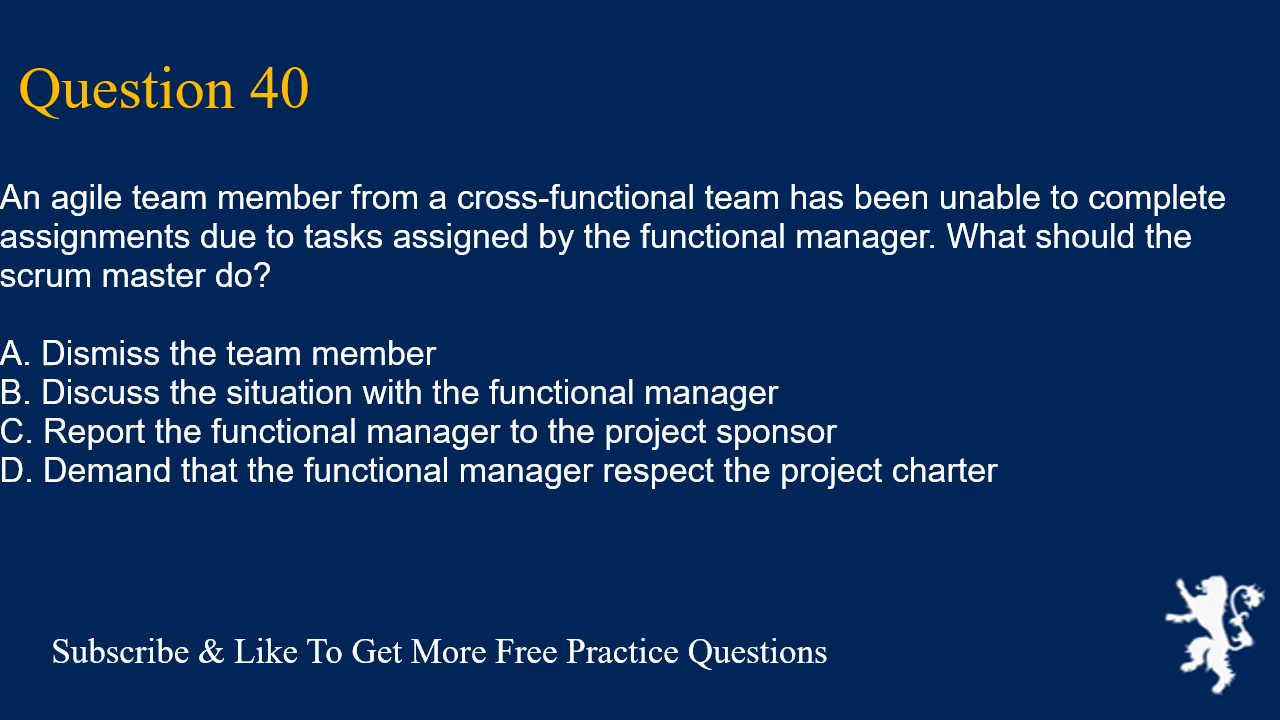 Question 40
An agile team member from a cross-functional team has been unable to complete
assignments due to tasks assigned by the functional manager. What should the
scrum master do?
A. Dismiss the team member
B. Discuss the situation with the functional manager
C. Report the functional manager to the project sponsor
D. Demand that the functional manager respect the project charter
Subscribe & Like To Get More Free Practice Questions